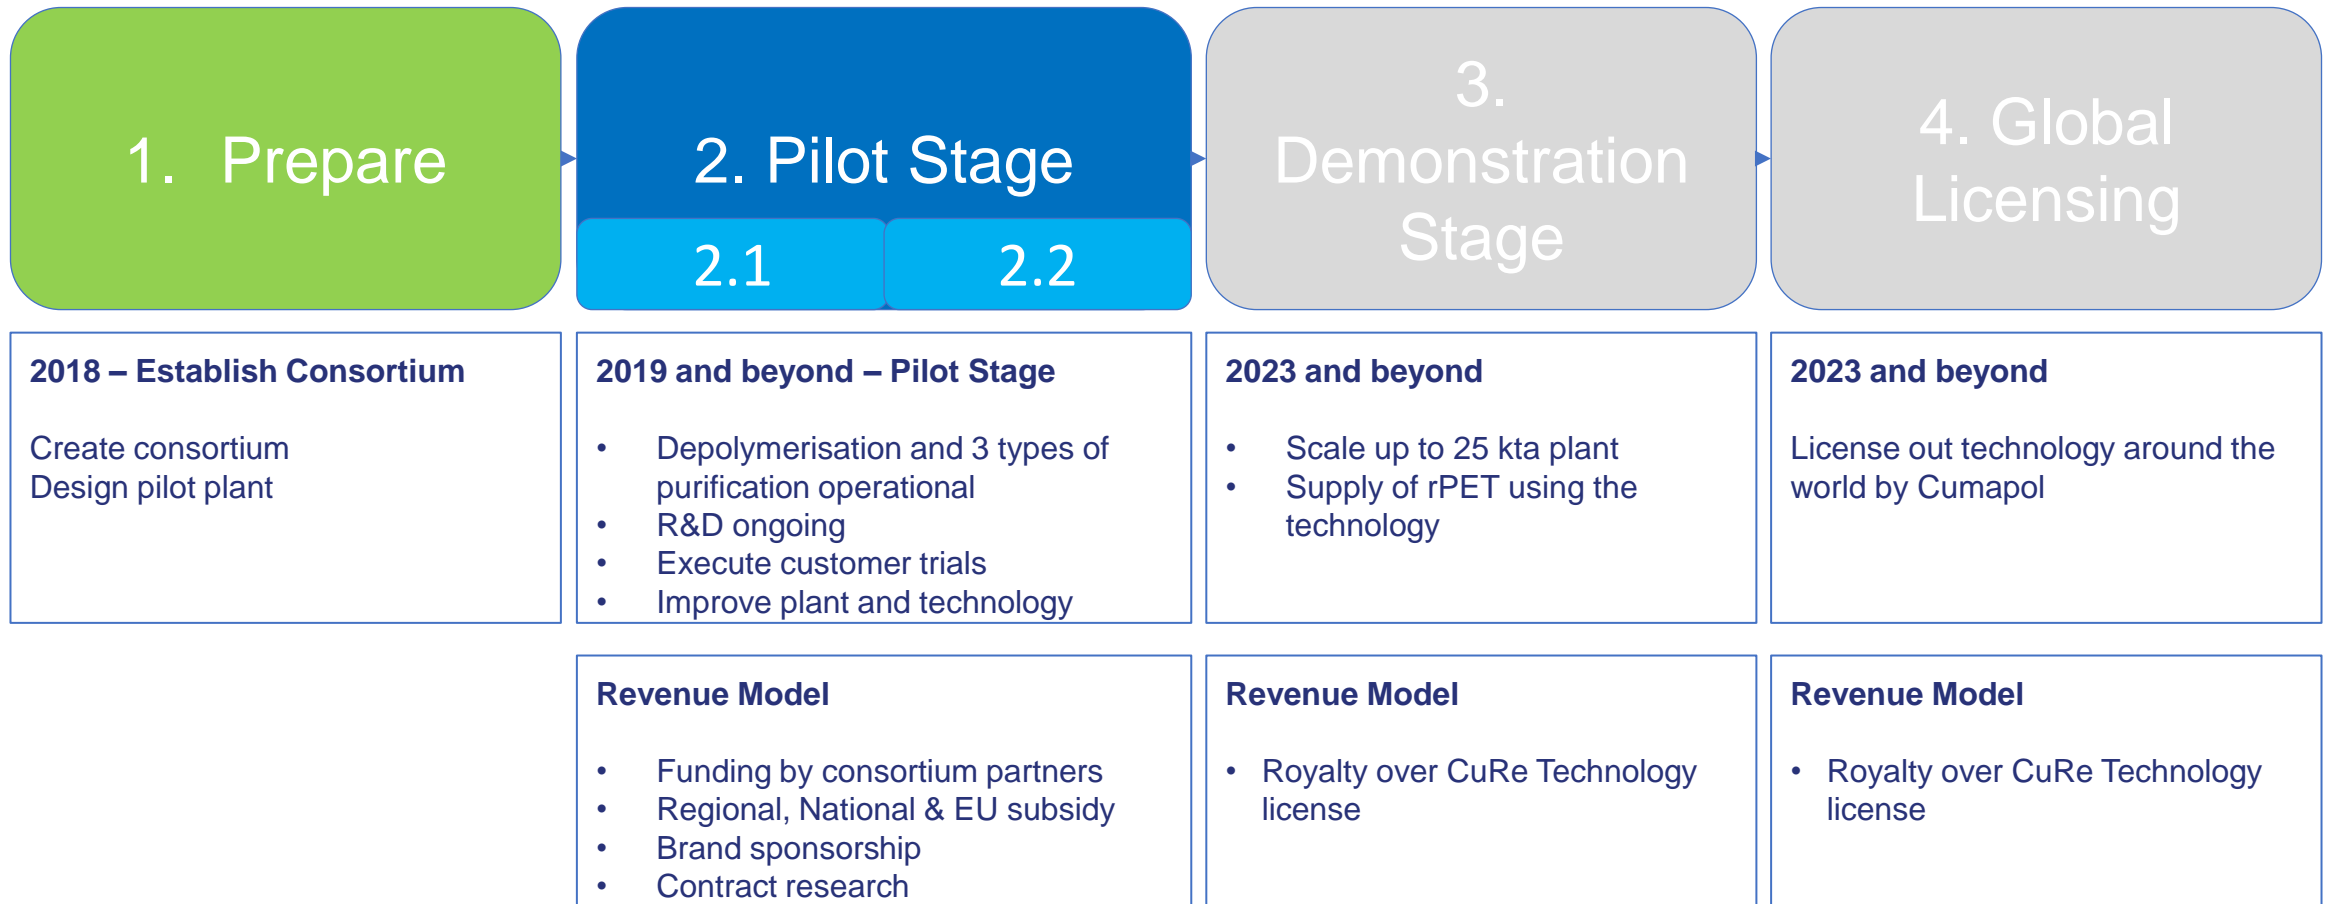 1. Prepare
2. Pilot Stage
2.1
2.2
3.
Demonstration
Stage
4. Global
Licensing
2018 – Establish Consortium
Create consortium
Design pilot plant
2019 and beyond – Pilot Stage
• Depolymerisation and 3 types of
purification operational
• R&D ongoing
• Execute customer trials
• Improve plant and technology
2023 and beyond
• Scale up to 25 kta plant
• Supply of rPET using the
technology
2023 and beyond
License out technology around the
world by Cumapol
Revenue Model
• Funding by consortium partners
• Regional, National & EU subsidy
• Brand sponsorship
• Contract research
Revenue Model
• Royalty over CuRe Technology
license
Revenue Model
• Royalty over CuRe Technology
license